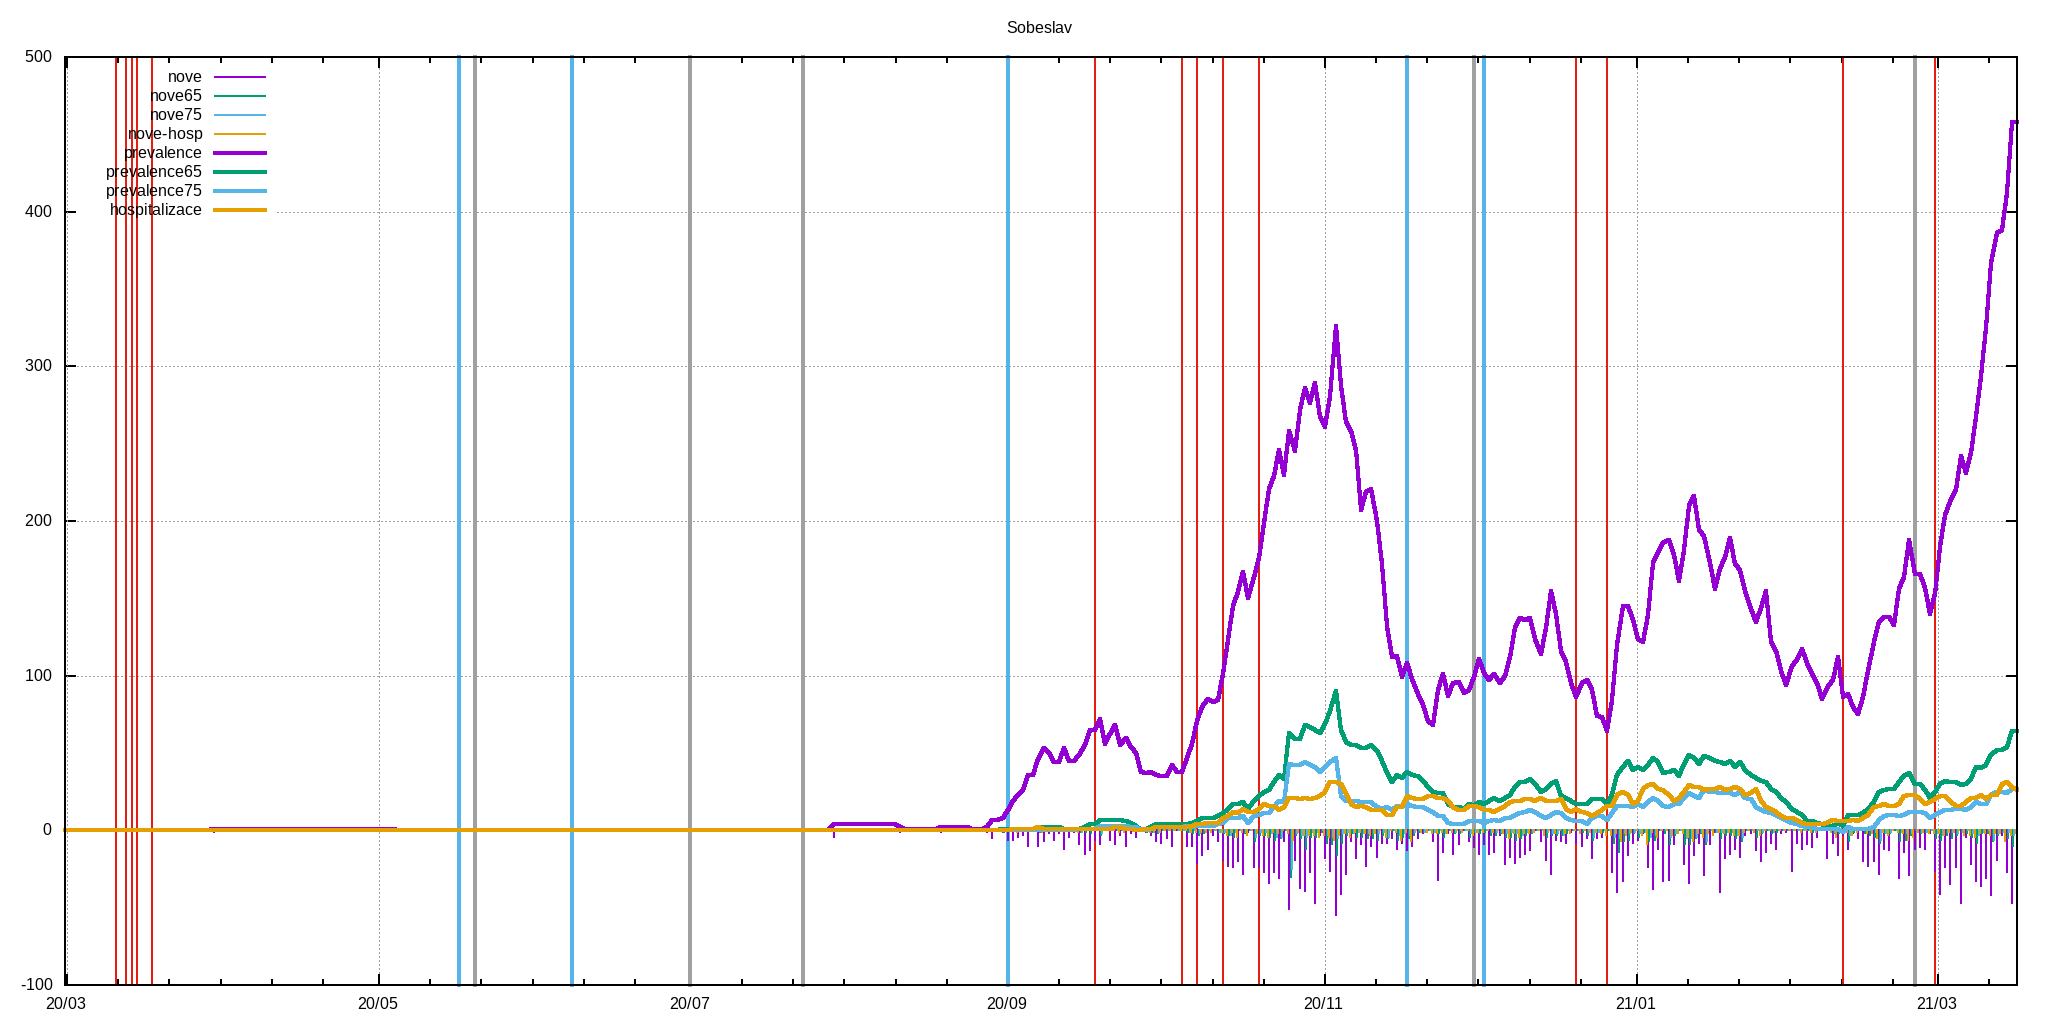 Sobeslav
500
400
300
200
100
0
-100
nove
nove65
nove75
nove-hosp
prevalence
prevalence65
prevalence75
hospitalizace
20/03 20/05 20/07 20/09 20/11 21/01 21/03